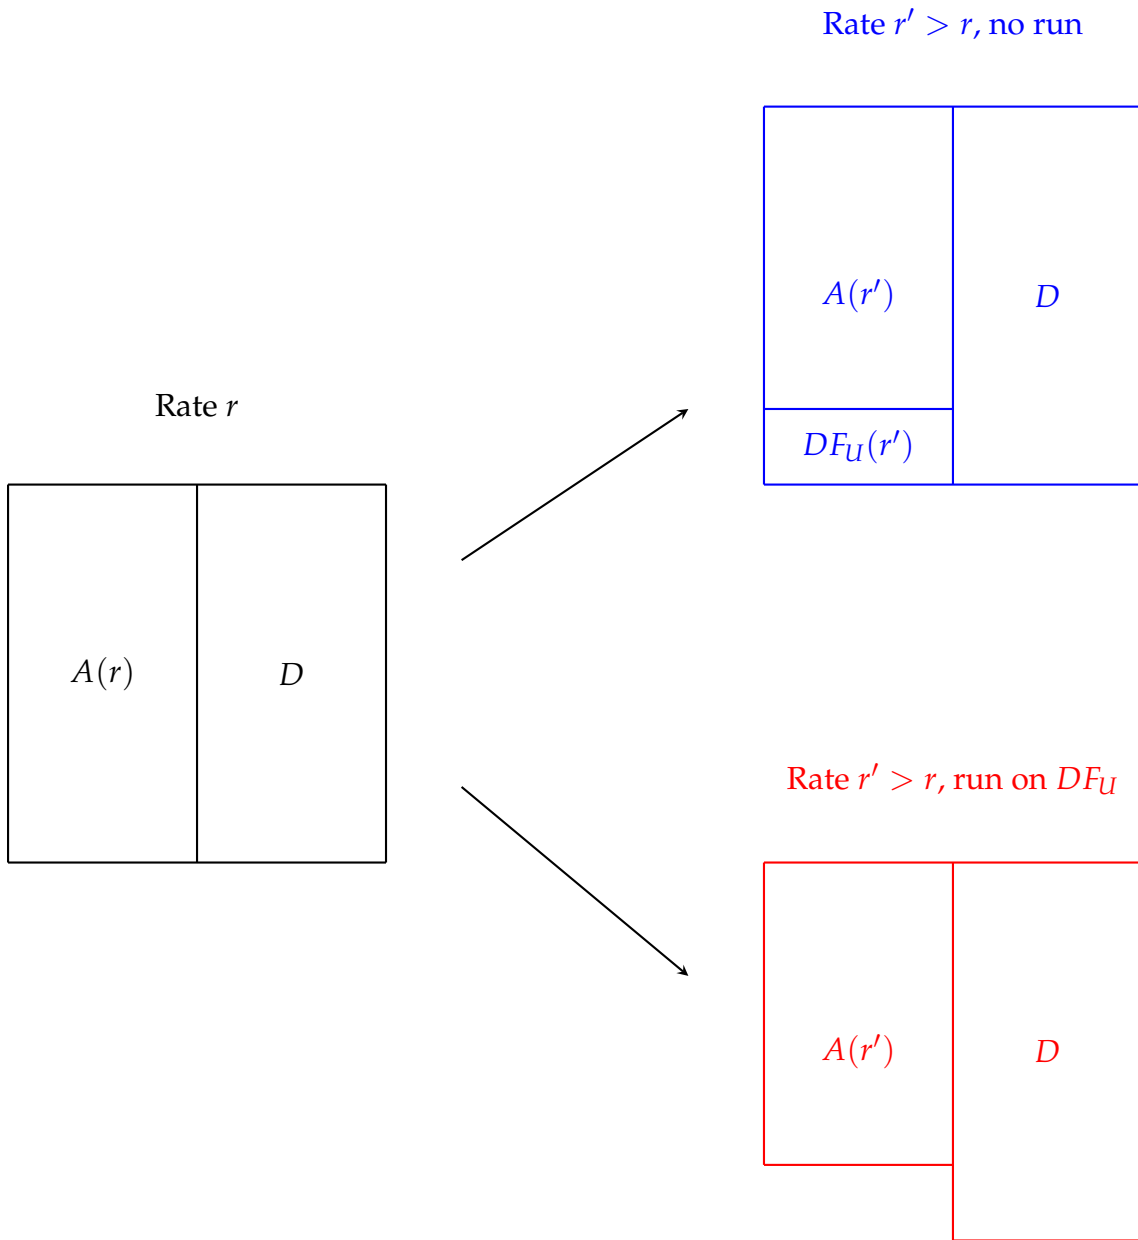 Rate r′ > r, no run
A(r′)
D
DF_U(r′)
Rate r
A(r)
D
Rate r′ > r, run on DF_U
A(r′)
D